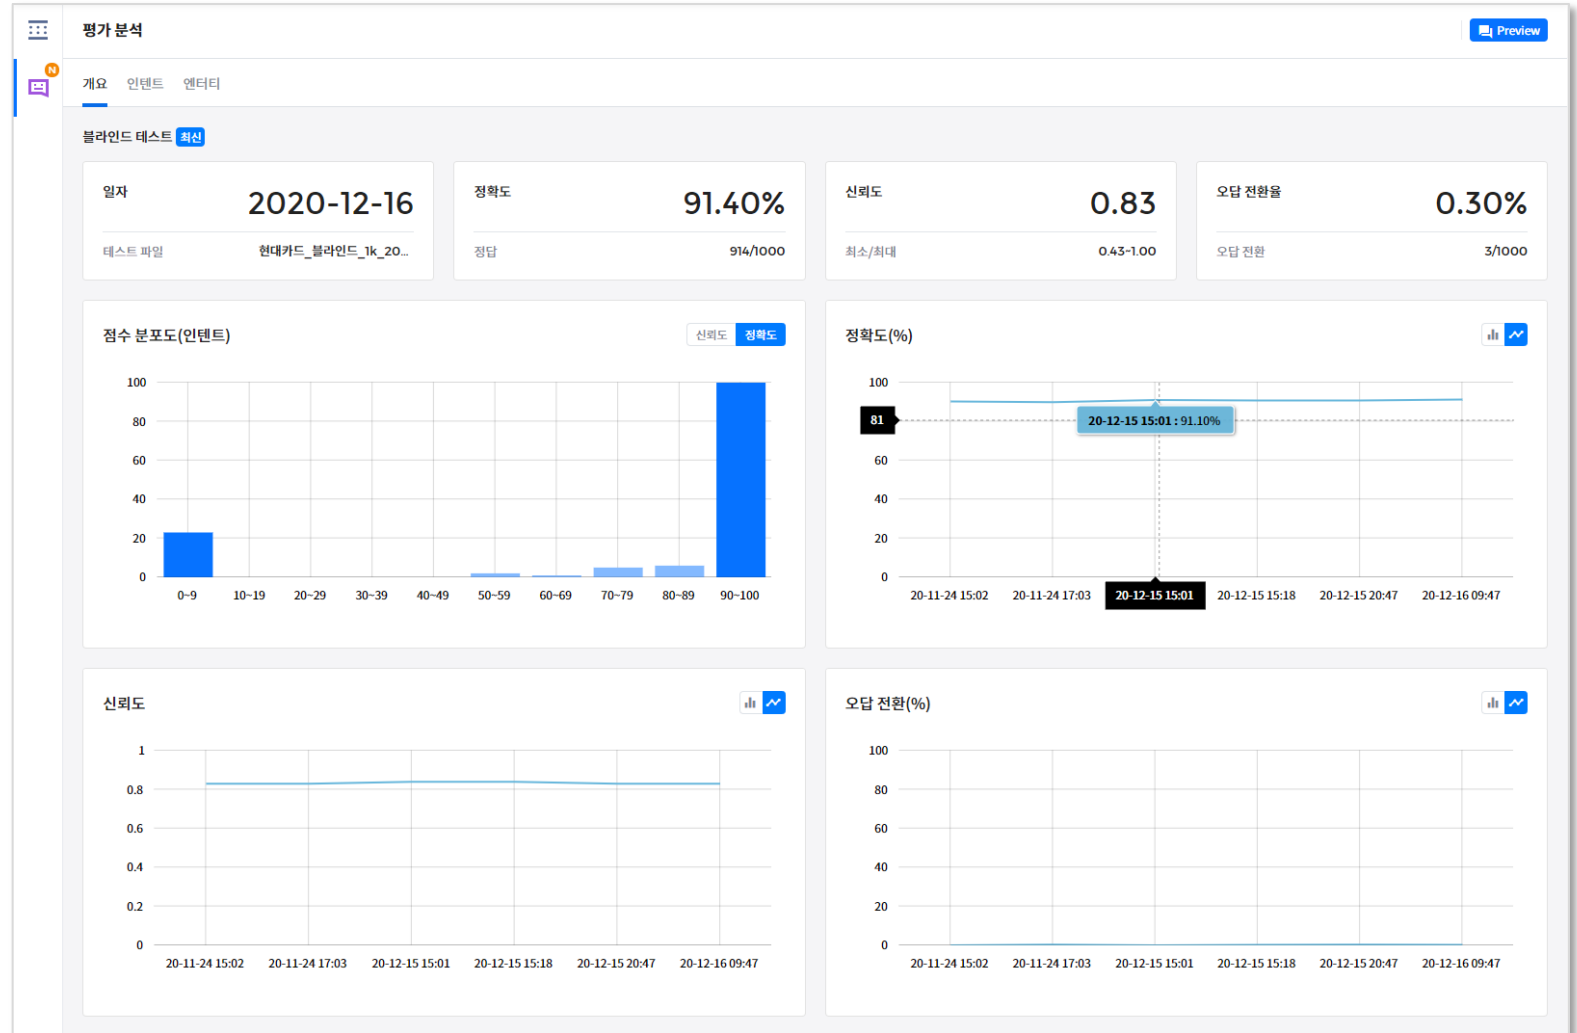 평가 분석
Preview
N
개요 인텐트 엔터티
블라인드 테스트 최신
일자 2020-12-16
테스트 파일 현대카드_블라인드_1k_20...
정확도 91.40%
정답 914/1000
신뢰도 0.83
최소/최대 0.43~1.00
오답 전환율 0.30%
오답 전환 3/1000
점수 분포도(인텐트) 신뢰도 정확도
100
80
60
40
20
0
0~9 10~19 20~29 30~39 40~49 50~59 60~69 70~79 80~89 90~100
정확도(%)
100
81
20-12-15 15:01 : 91.10%
60
40
20
0
20-11-24 15:02 20-11-24 17:03 20-12-15 15:01 20-12-15 15:18 20-12-15 20:47 20-12-16 09:47
신뢰도
1
0.8
0.6
0.4
0.2
0
20-11-24 15:02 20-11-24 17:03 20-12-15 15:01 20-12-15 15:18 20-12-15 20:47 20-12-16 09:47
오답 전환(%)
100
80
60
40
20
0
20-11-24 15:02 20-11-24 17:03 20-12-15 15:01 20-12-15 15:18 20-12-15 20:47 20-12-16 09:47